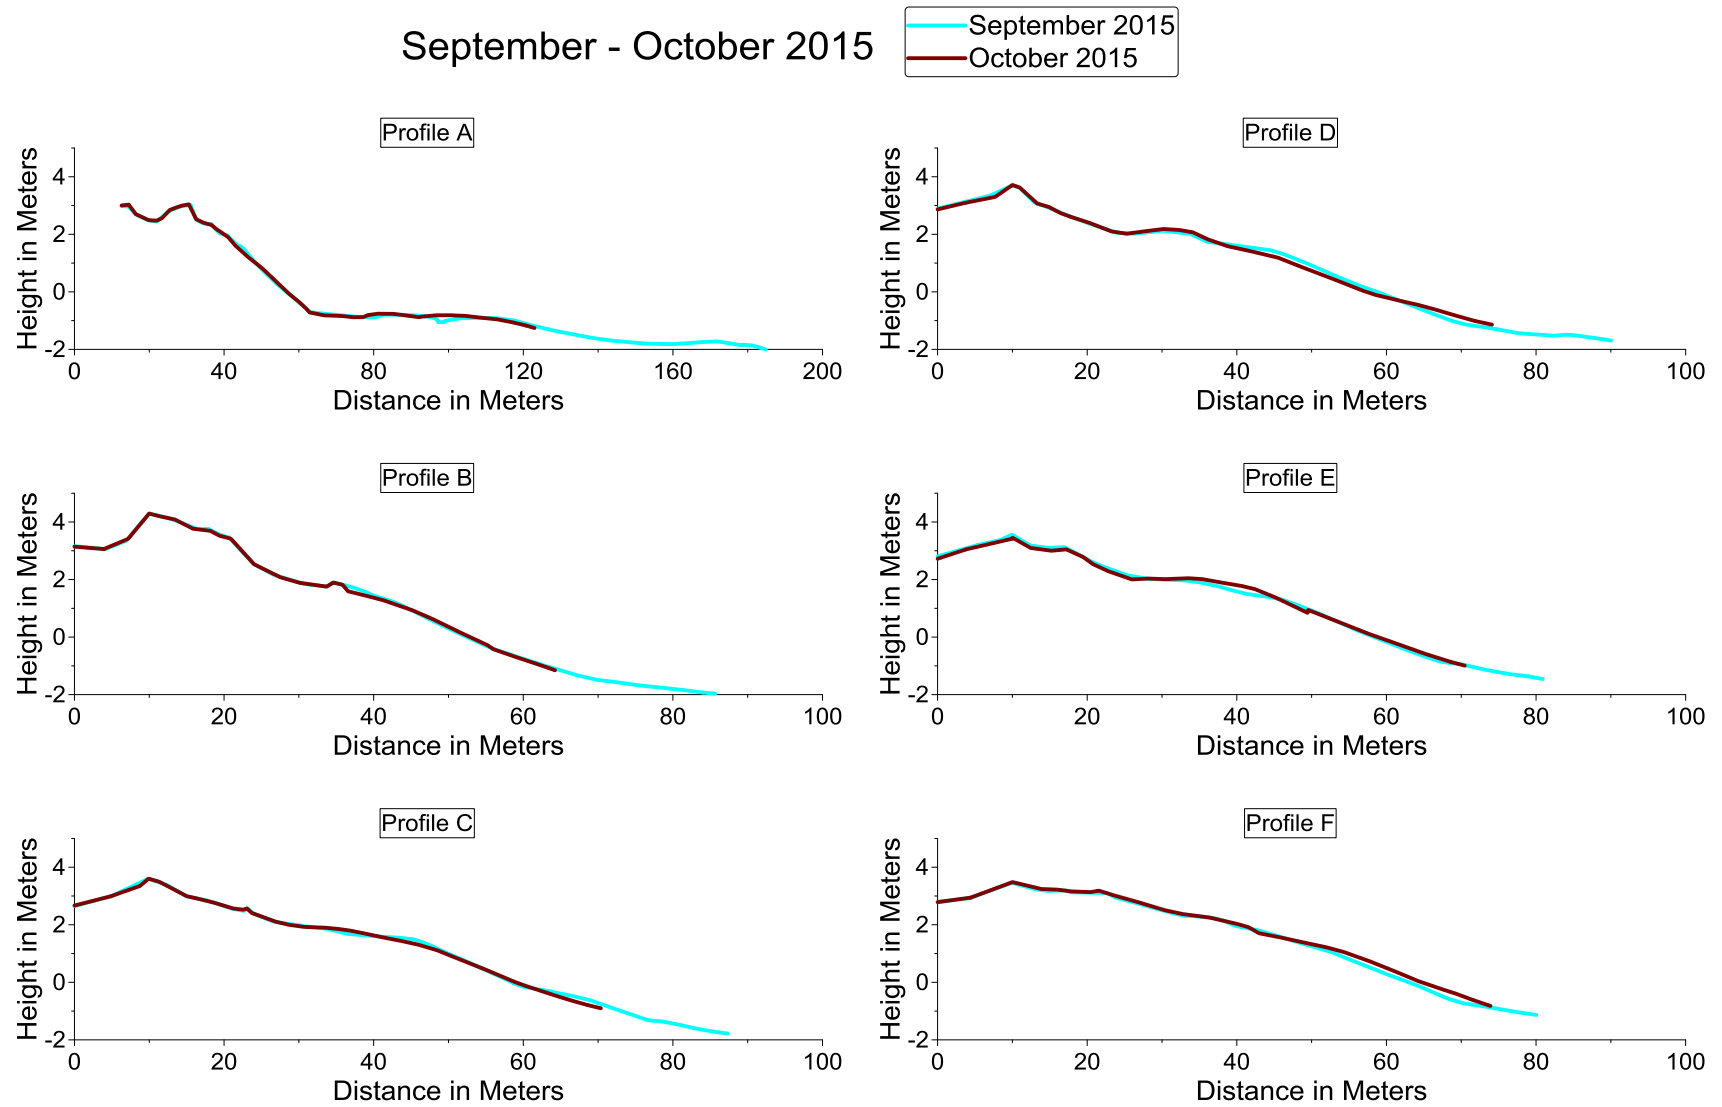 September - October 2015
September 2015
October 2015
Profile A
Height in Meters
4
2
0
-2
0 40 80 120 160 200
Distance in Meters
Profile D
Height in Meters
4
2
0
-2
0 20 40 60 80 100
Distance in Meters
Profile B
Height in Meters
4
2
0
-2
0 20 40 60 80 100
Distance in Meters
Profile E
Height in Meters
4
2
0
-2
0 20 40 60 80 100
Distance in Meters
Profile C
Height in Meters
4
2
0
-2
0 20 40 60 80 100
Distance in Meters
Profile F
Height in Meters
4
2
0
-2
0 20 40 60 80 100
Distance in Meters